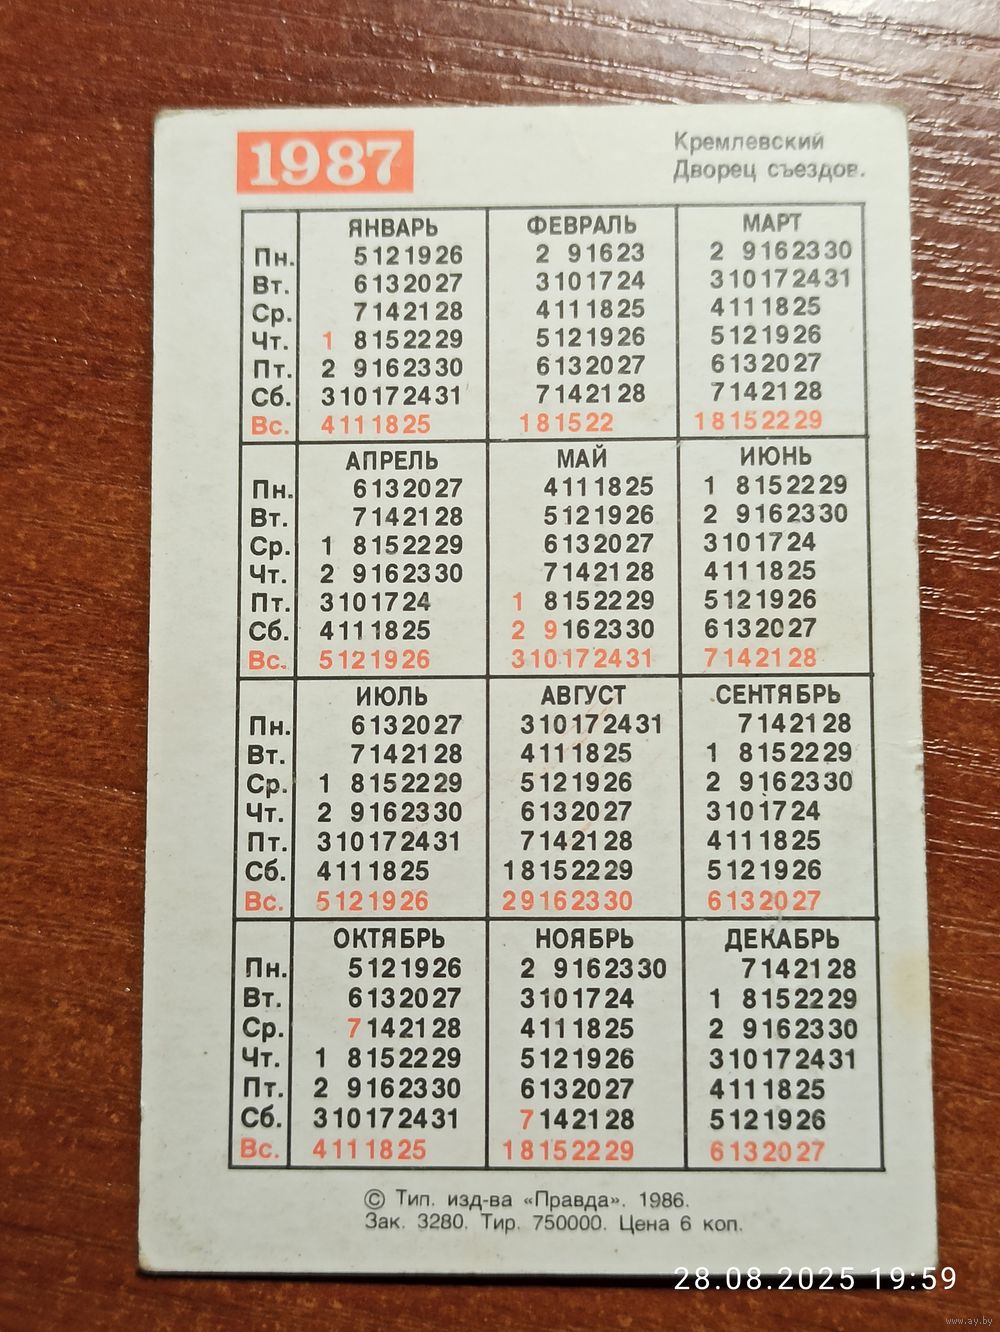 1987
Кремлевский
Дворец съездов.
ЯНВАРЬ ФЕВРАЛЬ МАРТ
Пн. 5 12 19 26 2 9 16 23 2 9 16 23 30
Вт. 6 13 20 27 3 10 17 24 3 10 17 24 31
Ср. 7 14 21 28 4 11 18 25 4 11 18 25
Чт. 1 8 15 22 29 5 12 19 26 5 12 19 26
Пт. 2 9 16 23 30 6 13 20 27 6 13 20 27
Сб. 3 10 17 24 31 7 14 21 28 7 14 21 28
Вс. 4 11 18 25 1 8 15 22 1 8 15 22 29
АПРЕЛЬ МАЙ ИЮНЬ
Пн. 6 13 20 27 4 11 18 25 1 8 15 22 29
Вт. 7 14 21 28 5 12 19 26 2 9 16 23 30
Ср. 1 8 15 22 29 6 13 20 27 3 10 17 24
Чт. 2 9 16 23 30 7 14 21 28 4 11 18 25
Пт. 3 10 17 24 1 8 15 22 29 5 12 19 26
Сб. 4 11 18 25 2 9 16 23 30 6 13 20 27
Вс. 5 12 19 26 3 10 17 24 31 7 14 21 28
ИЮЛЬ АВГУСТ СЕНТЯБРЬ
Пн. 6 13 20 27 3 10 17 24 31 7 14 21 28
Вт. 7 14 21 28 4 11 18 25 1 8 15 22 29
Ср. 1 8 15 22 29 5 12 19 26 2 9 16 23 30
Чт. 2 9 16 23 30 6 13 20 27 3 10 17 24
Пт. 3 10 17 24 31 7 14 21 28 4 11 18 25
Сб. 4 11 18 25 1 8 15 22 29 5 12 19 26
Вс. 5 12 19 26 2 9 16 23 30 6 13 20 27
ОКТЯБРЬ НОЯБРЬ ДЕКАБРЬ
Пн. 5 12 19 26 2 9 16 23 30 7 14 21 28
Вт. 6 13 20 27 3 10 17 24 1 8 15 22 29
Ср. 7 14 21 28 4 11 18 25 2 9 16 23 30
Чт. 1 8 15 22 29 5 12 19 26 3 10 17 24 31
Пт. 2 9 16 23 30 6 13 20 27 4 11 18 25
Сб. 3 10 17 24 31 7 14 21 28 5 12 19 26
Вс. 4 11 18 25 1 8 15 22 29 6 13 20 27
© Тип. изд-ва «Правда». 1986.
Зак. 3280. Тир. 750000. Цена 6 коп.
28.08.2025 19:59
www.ay.by